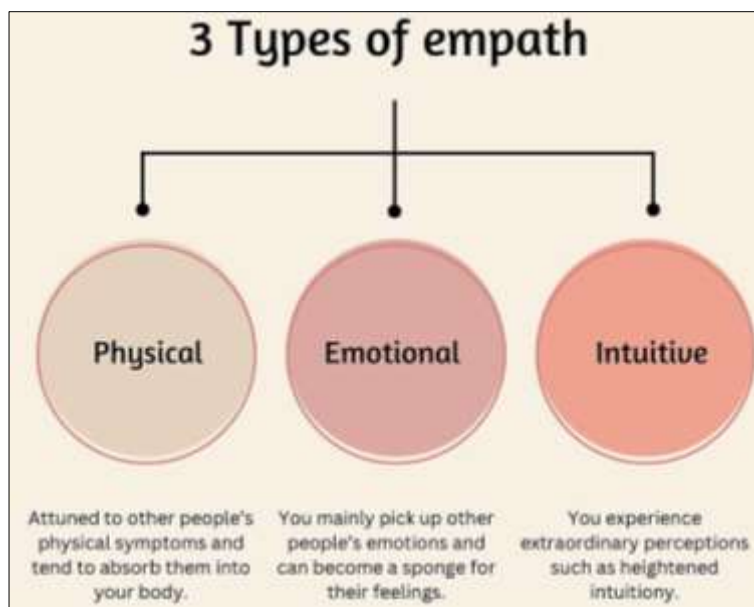 3 Types of empath
Physical
Emotional
Intuitive
Attuned to other people's
physical symptoms and
tend to absorb them into
your body.
You mainly pick up other
people's emotions and
can become a sponge for
their feelings.
You experience
extraordinary perceptions
such as heightened
intuitiony.